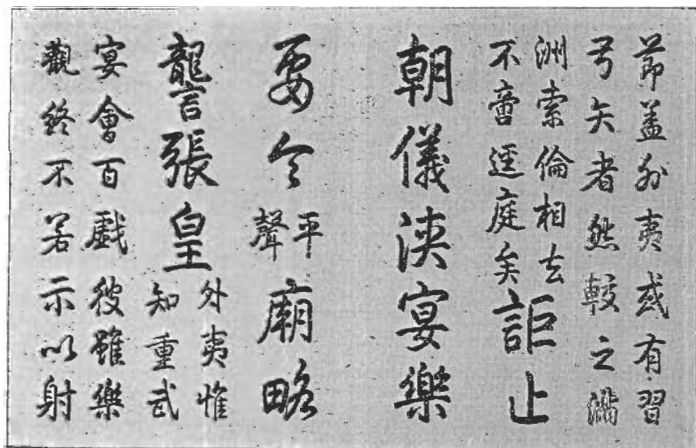 莭蓋外夷或有習
弓矢者然較之滿
洲索倫相去
不啻逕庭矣
詎止
朝儀浹宴樂
要令平聲廟略
讋張皇
外夷惟
知重武
宴會百戲彼雖樂
觀終不若示以射